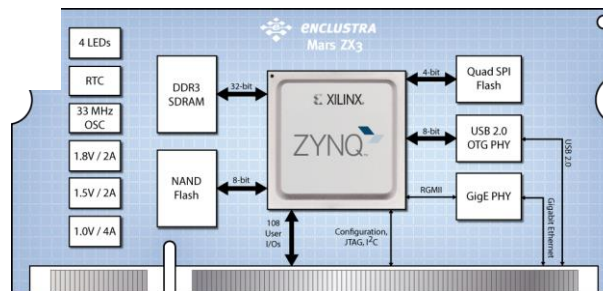 enclustra
Mars ZX3
4 LEDs
RTC
33 MHz
OSC
1.8V / 2A
1.5V / 2A
1.0V / 4A
DDR3
SDRAM
32-bit
NAND
Flash
8-bit
XILINX
ZYNQ
4-bit
Quad SPI
Flash
8-bit
USB 2.0
OTG PHY
RGMII
GigE PHY
USB 2.0
Gigabit Ethernet
108
User
I/Os
Configuration,
JTAG, I²C